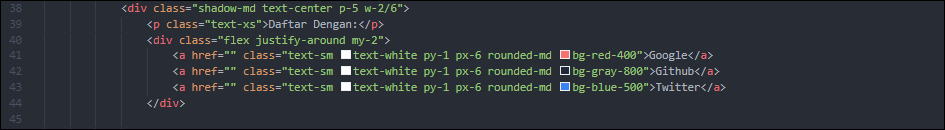 38 <div class="shadow-md text-center p-5 w-2/6">
39 <p class="text-xs">Daftar Dengan:</p>
40 <div class="flex justify-around my-2">
41 <a href="" class="text-sm text-white py-1 px-6 rounded-md bg-red-400">Google</a>
42 <a href="" class="text-sm text-white py-1 px-6 rounded-md bg-gray-800">Github</a>
43 <a href="" class="text-sm text-white py-1 px-6 rounded-md bg-blue-500">Twitter</a>
44 </div>
45